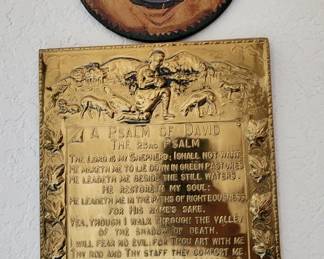 A PSALM OF DAVID
THE 23RD PSALM
THE LORD IS MY SHEPHERD; I SHALL NOT WANT
HE MAKETH ME TO LIE DOWN IN GREEN PASTURES
HE LEADETH ME BESIDE THE STILL WATERS.
HE RESTORETH MY SOUL:
HE LEADETH ME IN THE PATHS OF RIGHTEOUSNESS
FOR HIS NAME'S SAKE.
YEA, THOUGH I WALK THROUGH THE VALLEY
OF THE SHADOW OF DEATH.
I WILL FEAR NO EVIL: FOR THOU ART WITH ME
THY ROD AND THY STAFF THEY COMFORT ME